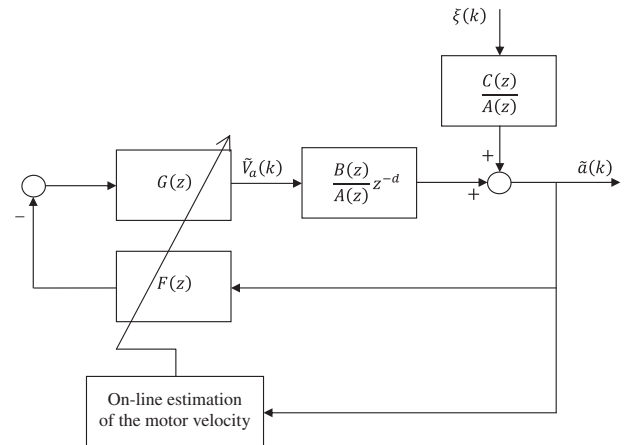 ξ(k)
C(z)
A(z)
+
G(z)
Ṽₐ(k)
B(z)
A(z)
z⁻ᵈ
+
ã(k)
−
F(z)
On-line estimation
of the motor velocity